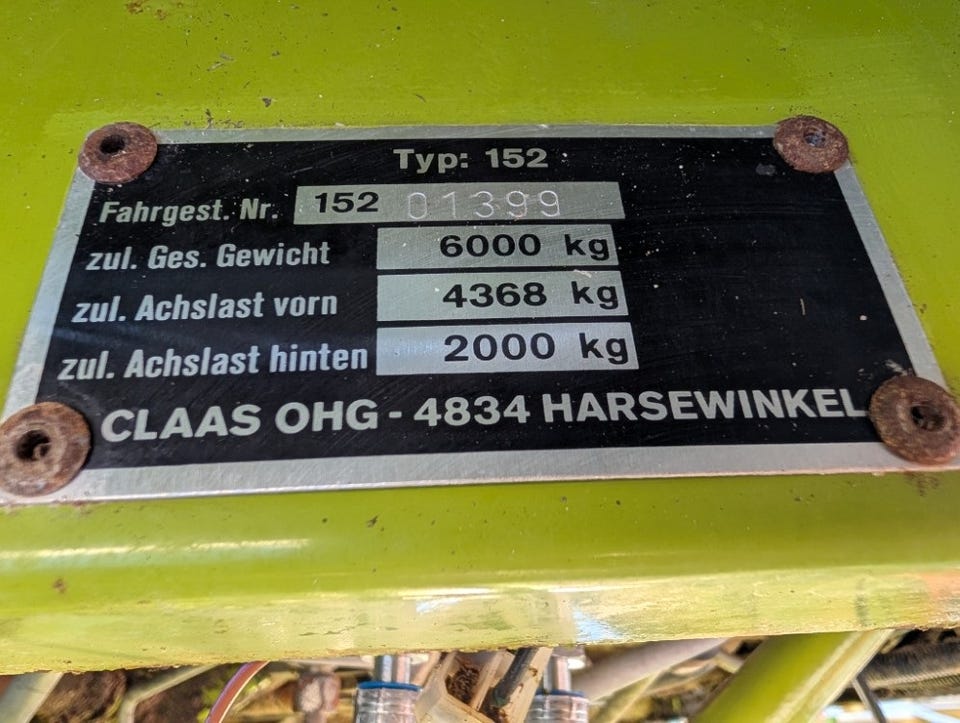 Typ: 152
Fahrgest. Nr. 152 01399
zul. Ges. Gewicht 6000 kg
zul. Achslast vorn 4368 kg
zul. Achslast hinten 2000 kg
CLAAS OHG - 4834 HARSEWINKEL